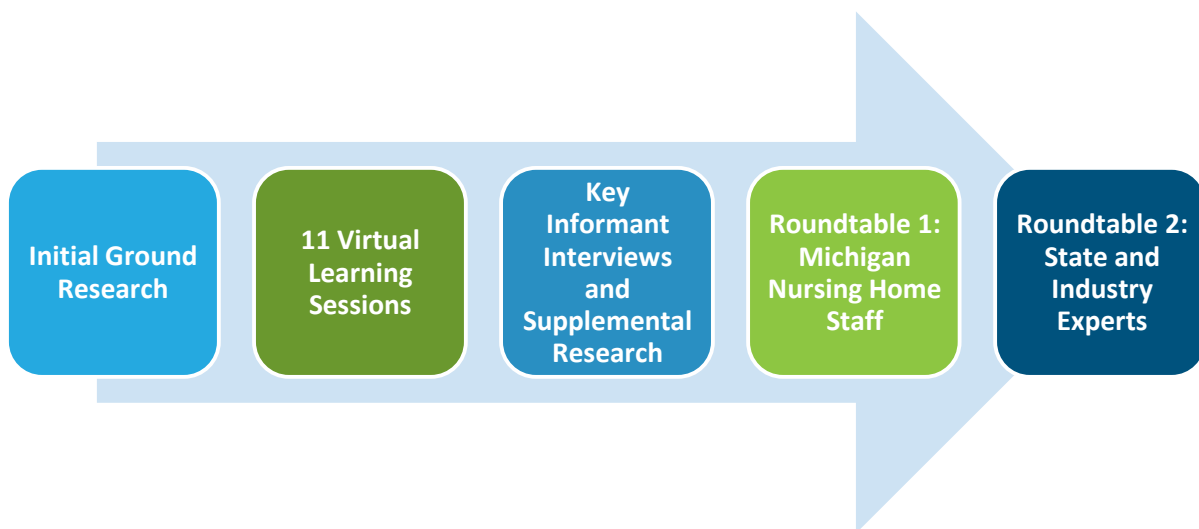 Initial Ground
Research
11 Virtual
Learning
Sessions
Key
Informant
Interviews
and
Supplemental
Research
Roundtable 1:
Michigan
Nursing Home
Staff
Roundtable 2:
State and
Industry
Experts